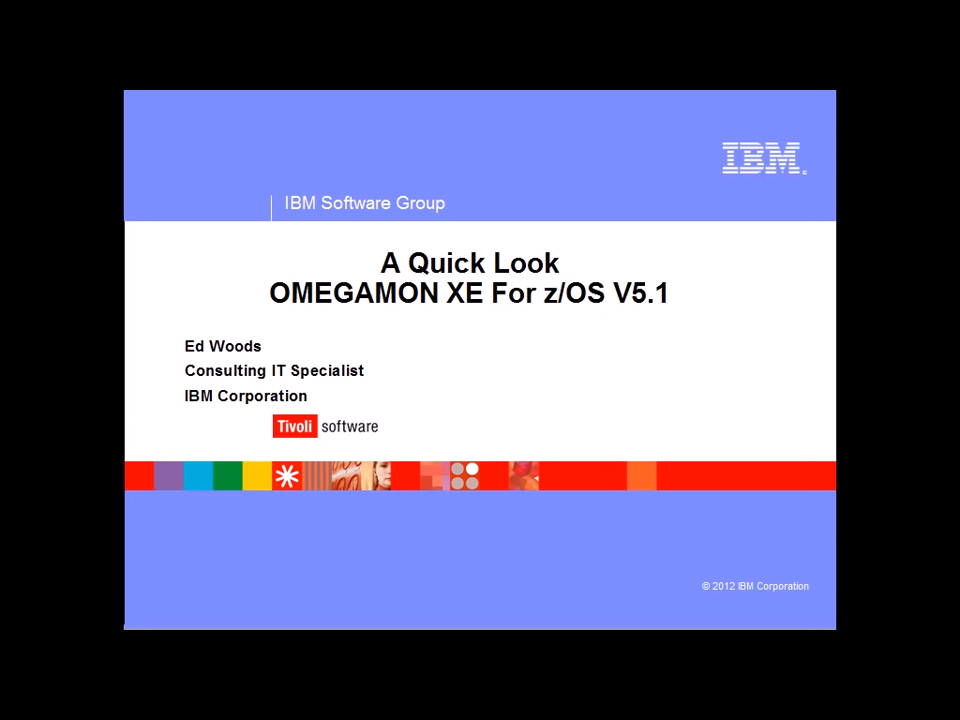 IBM
IBM Software Group
A Quick Look
OMEGAMON XE For z/OS V5.1
Ed Woods
Consulting IT Specialist
IBM Corporation
Tivoli software
© 2012 IBM Corporation